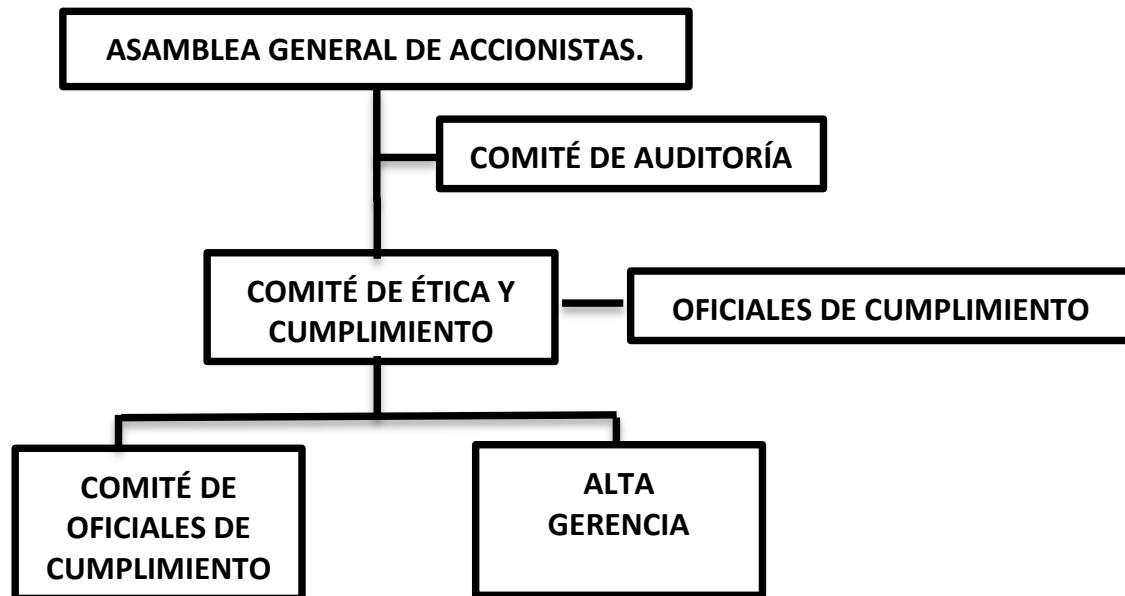 ASAMBLEA GENERAL DE ACCIONISTAS.
COMITÉ DE AUDITORÍA
COMITÉ DE ÉTICA Y
CUMPLIMIENTO
OFICIALES DE CUMPLIMIENTO
COMITÉ DE
OFICIALES DE
CUMPLIMIENTO
ALTA
GERENCIA